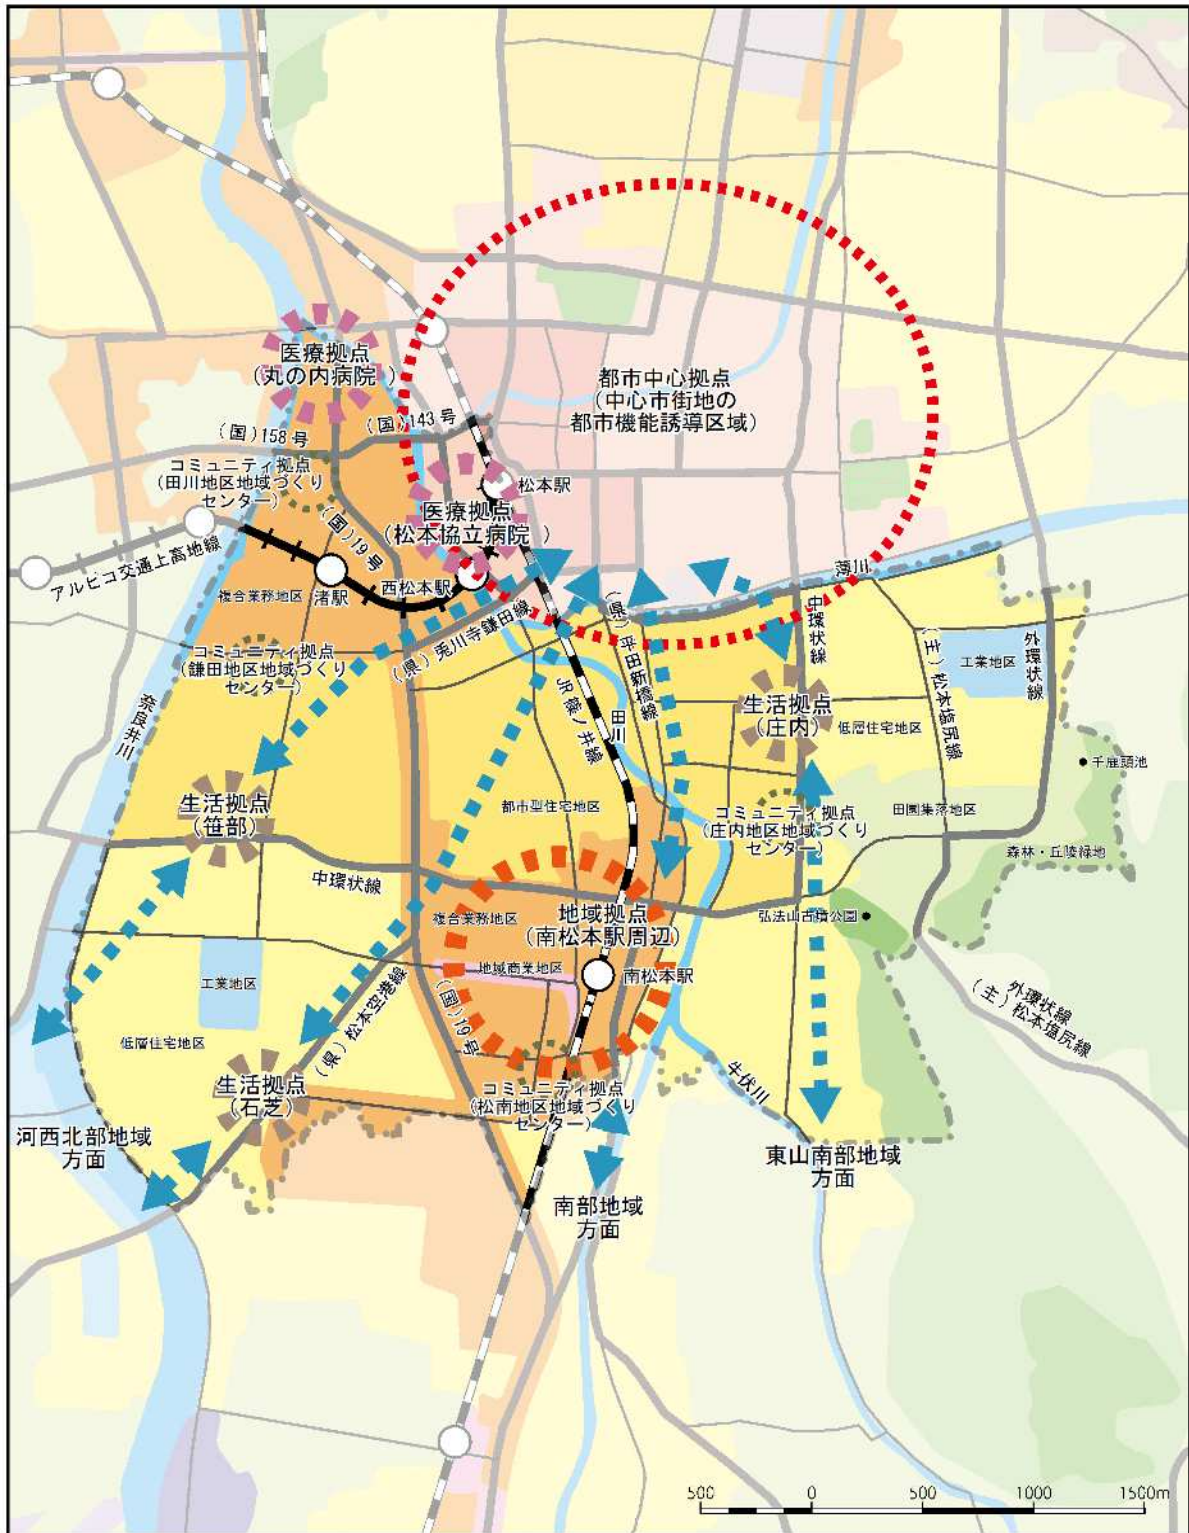 医療拠点
(丸の内病院 )
都市中心拠点
(中心市街地の
都市機能誘導区域)
(国)143号
(国)158号
コミュニティ拠点
(田川地区地域づくり
センター)
松本駅
医療拠点
(松本協立病院 )
(国)19号
アルピコ交通上高地線
渚駅
西松本駅
複合業務地区
薄川
中環状線
(主)松本塩尻線
外環状線
工業地区
(県)兎川寺鎌田線
(県)平田新橋線
コミュニティ拠点
(鎌田地区地域づくり
センター)
奈良井川
JR篠ノ井線
田川
生活拠点
(庄内)
低層住宅地区
千鹿頭池
生活拠点
(笹部)
都市型住宅地区
コミュニティ拠点
(庄内地区地域づくり
センター)
田園集落地区
森林・丘陵緑地
中環状線
複合業務地区
地域拠点
(南松本駅周辺)
弘法山古墳公園
地域商業地区
南松本駅
工業地区
(県)松本空港線
(国)19号
外環状線
(主)松本塩尻線
低層住宅地区
生活拠点
(石芝)
コミュニティ拠点
(松南地区地域づくり
センター)
牛伏川
河西北部地域
方面
東山南部地域
方面
南部地域
方面
500 0 500 1000 1500m